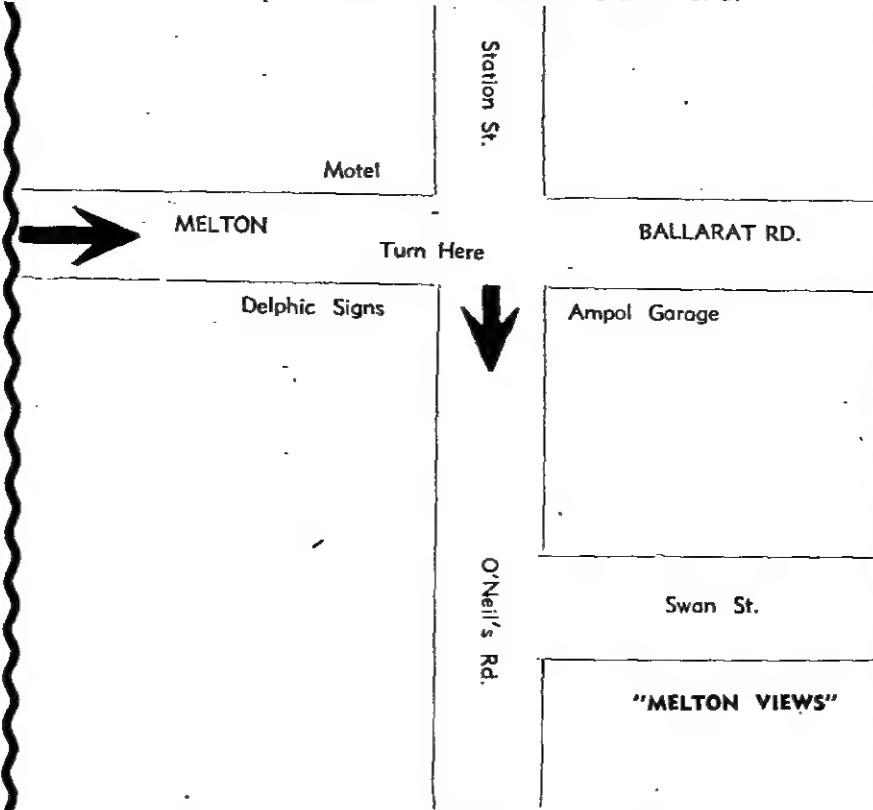 Station St.
Motel
MELTON
BALLARAT RD.
Turn Here
Delphic Signs
Ampol Garage
O'Neil's Rd.
Swan St.
"MELTON VIEWS"